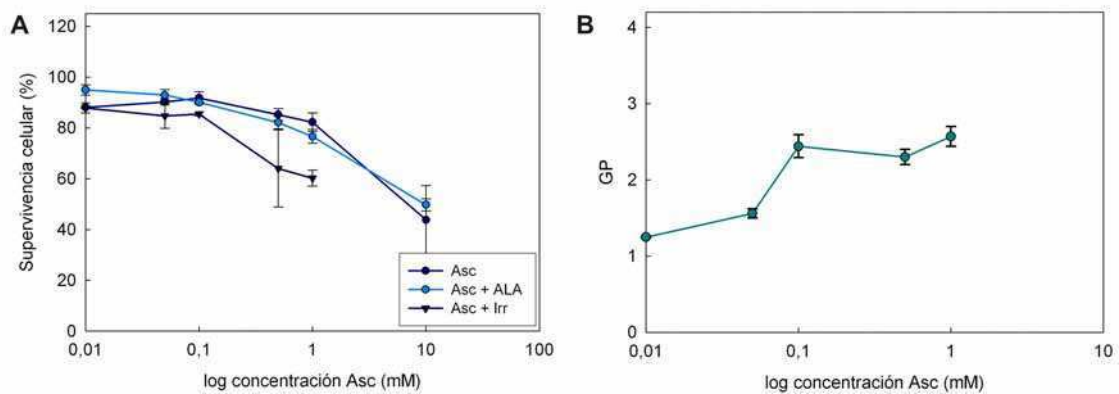 A
120
100
80
60
40
20
0
Supervivencia celular (%)
0,01
0,1
1
10
100
log concentración Asc (mM)
Asc
Asc + ALA
Asc + Irr
B
4
3
2
1
0
GP
0,01
0,1
1
10
log concentración Asc (mM)